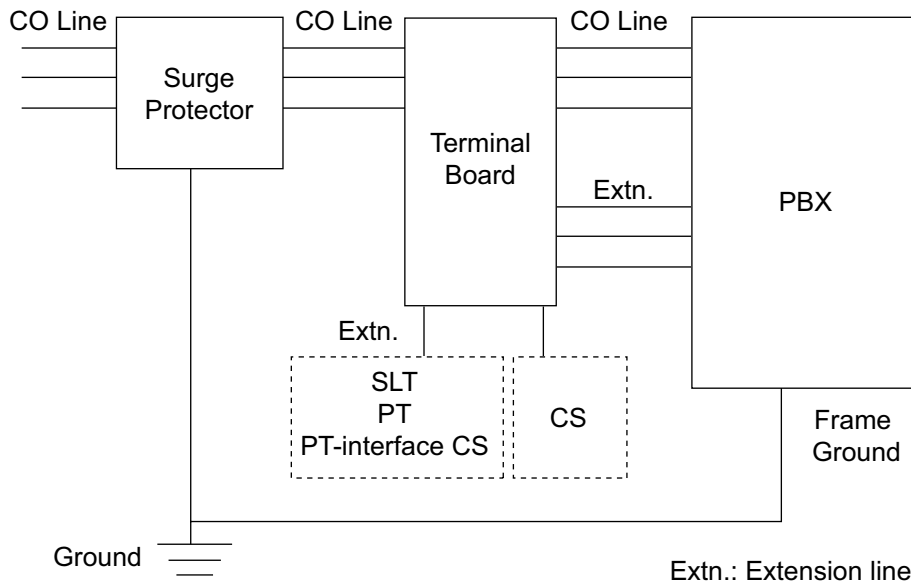 CO Line
CO Line
CO Line
Surge
Protector
Terminal
Board
Extn.
PBX
Extn.
SLT
PT
PT-interface CS
CS
Frame
Ground
Ground
Extn.: Extension line